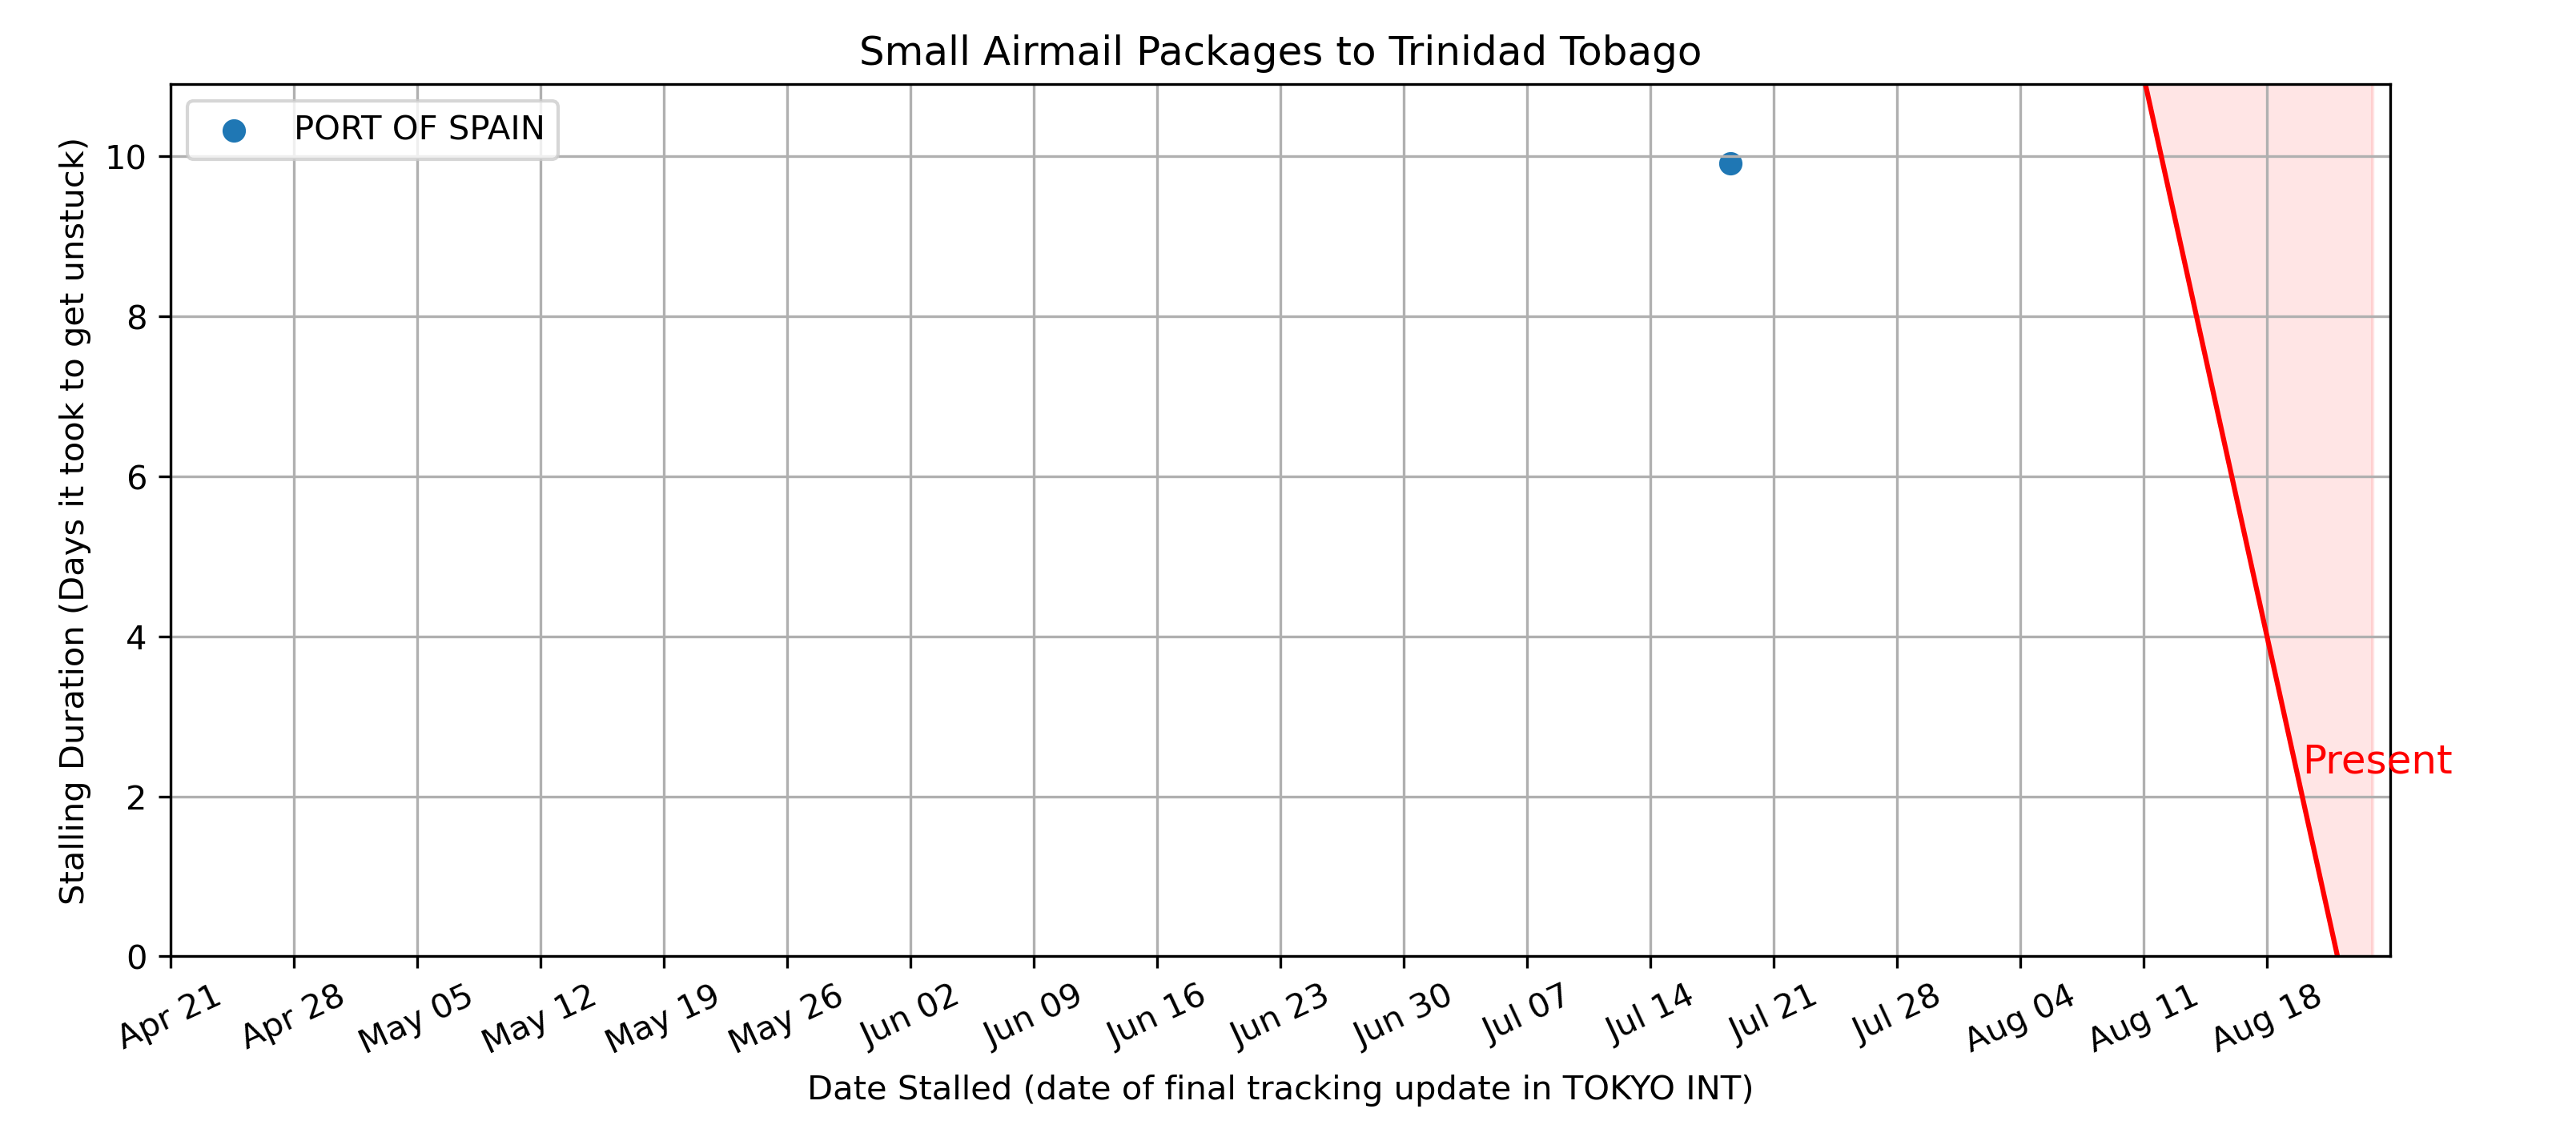 Small Airmail Packages to Trinidad Tobago
PORT OF SPAIN
Stalling Duration (Days it took to get unstuck)
10
8
6
4
2
0
Present
Apr 21
Apr 28
May 05
May 12
May 19
May 26
Jun 02
Jun 09
Jun 16
Jun 23
Jun 30
Jul 07
Jul 14
Jul 21
Jul 28
Aug 04
Aug 11
Aug 18
Date Stalled (date of final tracking update in TOKYO INT)